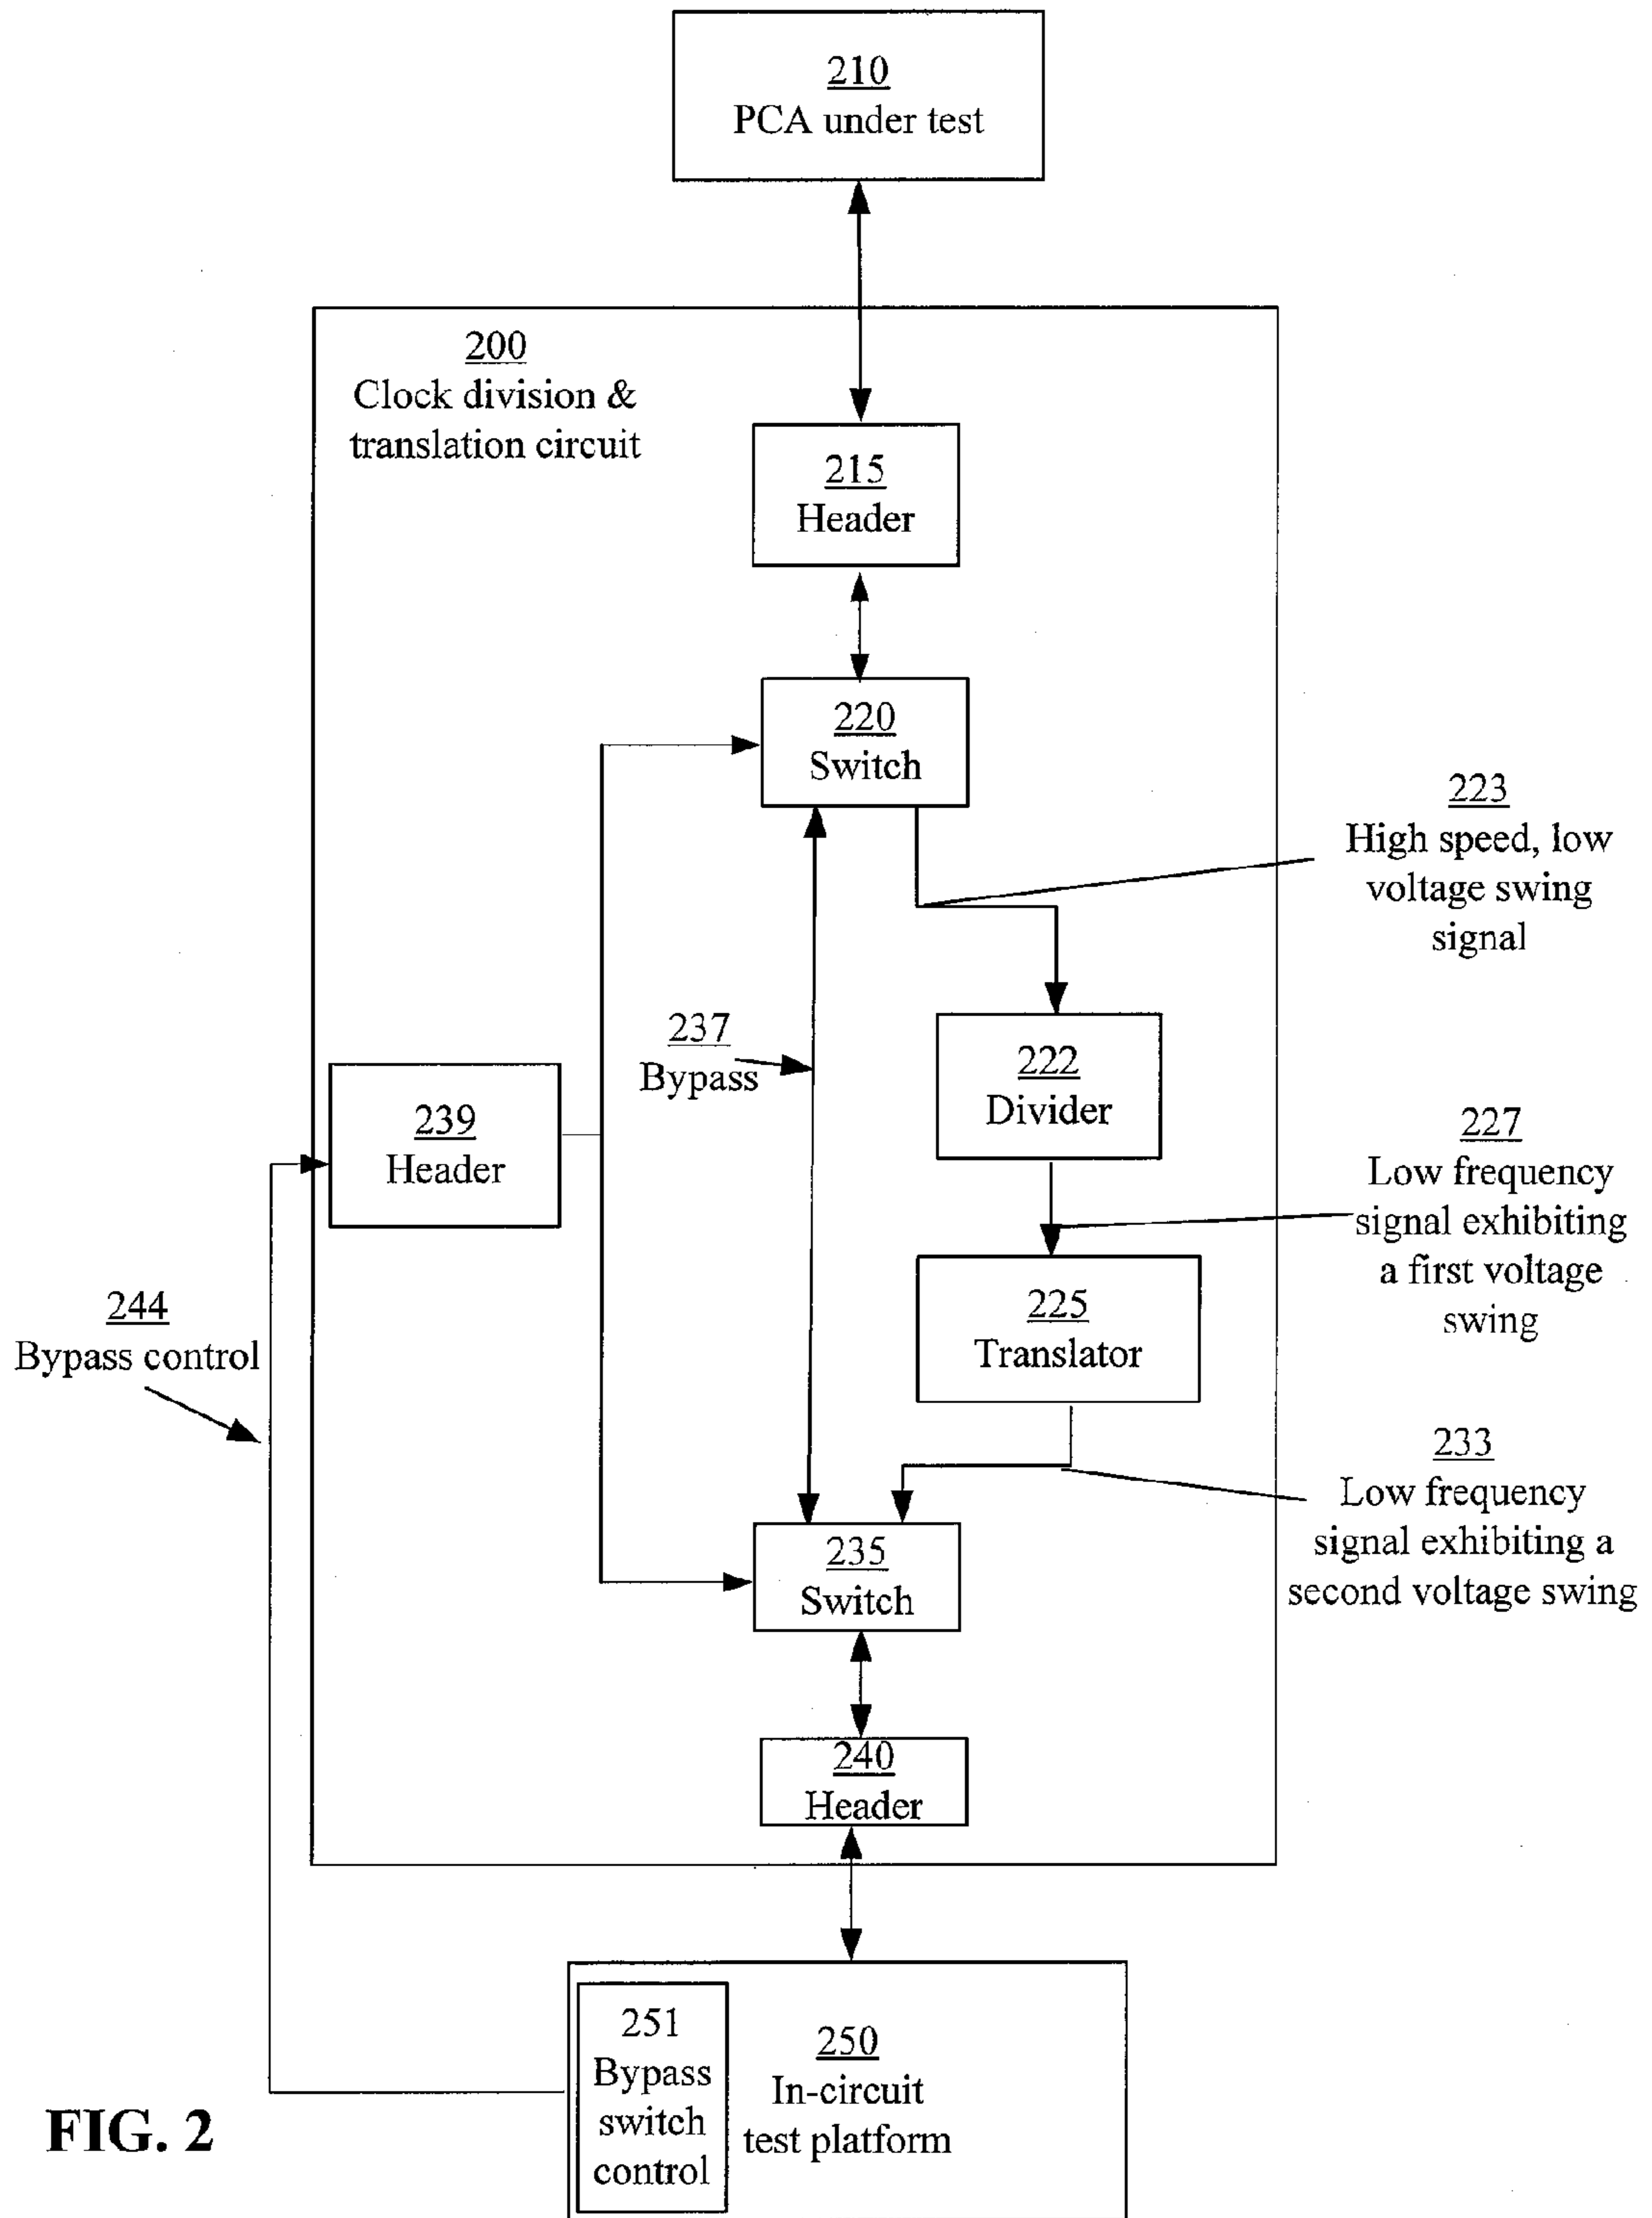 210
PCA under test
200
Clock division &
translation circuit
215
Header
220
Switch
223
High speed, low
voltage swing
signal
237
Bypass
222
Divider
239
Header
227
Low frequency
signal exhibiting
a first voltage
swing
244
Bypass control
225
Translator
233
Low frequency
signal exhibiting a
second voltage swing
235
Switch
240
Header
251
Bypass
switch
control
250
In-circuit
test platform
FIG. 2